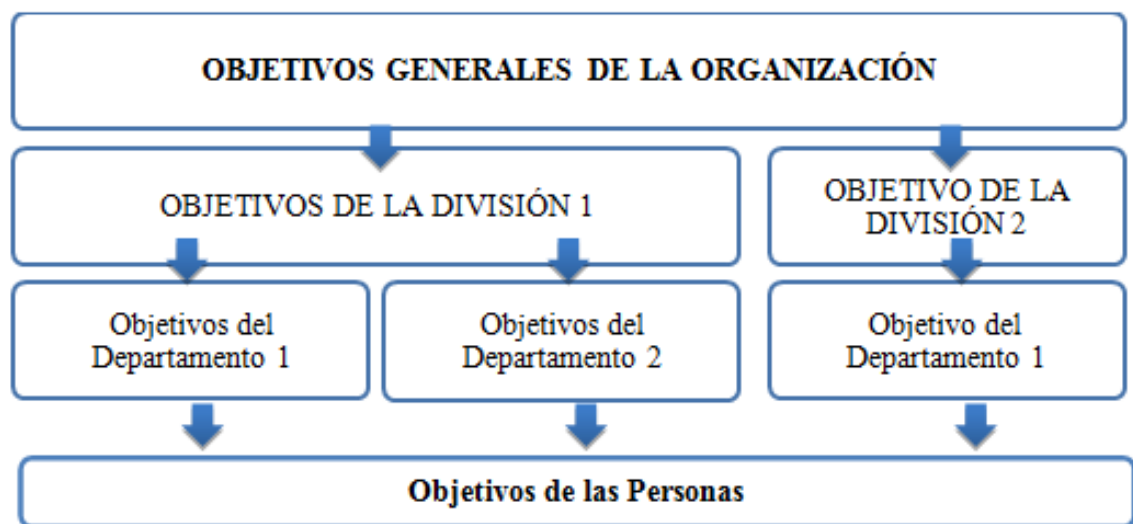 OBJETIVOS GENERALES DE LA ORGANIZACIÓN
OBJETIVOS DE LA DIVISIÓN 1
OBJETIVO DE LA
DIVISIÓN 2
Objetivos del
Departamento 1
Objetivos del
Departamento 2
Objetivo del
Departamento 1
Objetivos de las Personas